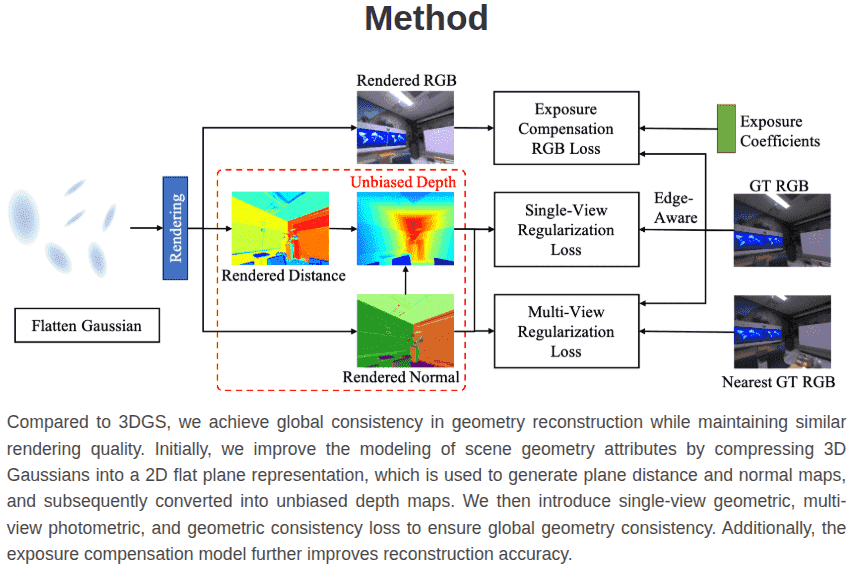 Method
Rendered RGB
Exposure
Compensation
RGB Loss
Exposure
Coefficients
Unbiased Depth
GT RGB
Rendering
Single-View
Regularization
Loss
Edge-
Aware
Rendered Distance
Flatten Gaussian
Multi-View
Regularization
Loss
Rendered Normal
Nearest GT RGB
Compared to 3DGS, we achieve global consistency in geometry reconstruction while maintaining similar
rendering quality. Initially, we improve the modeling of scene geometry attributes by compressing 3D
Gaussians into a 2D flat plane representation, which is used to generate plane distance and normal maps,
and subsequently converted into unbiased depth maps. We then introduce single-view geometric, multi-
view photometric, and geometric consistency loss to ensure global geometry consistency. Additionally, the
exposure compensation model further improves reconstruction accuracy.